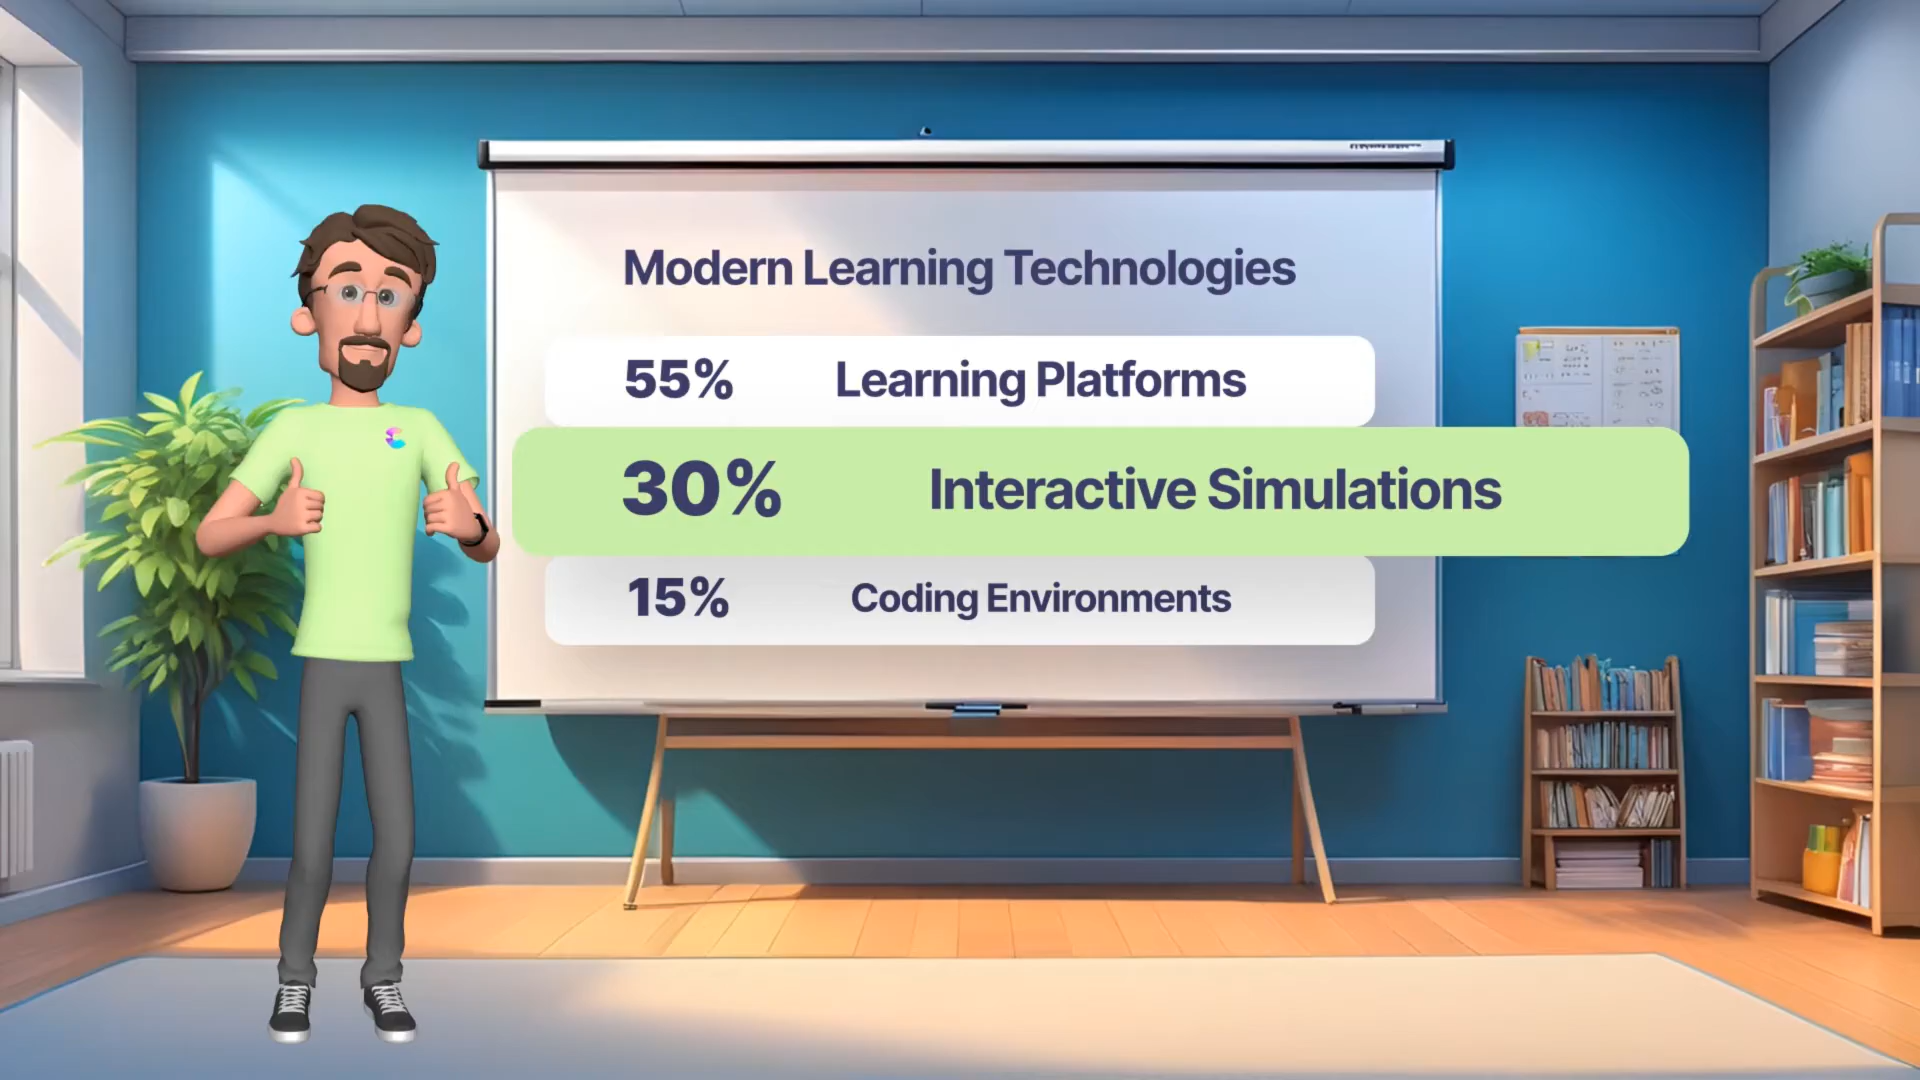 Modern Learning Technologies
55% Learning Platforms
30% Interactive Simulations
15% Coding Environments